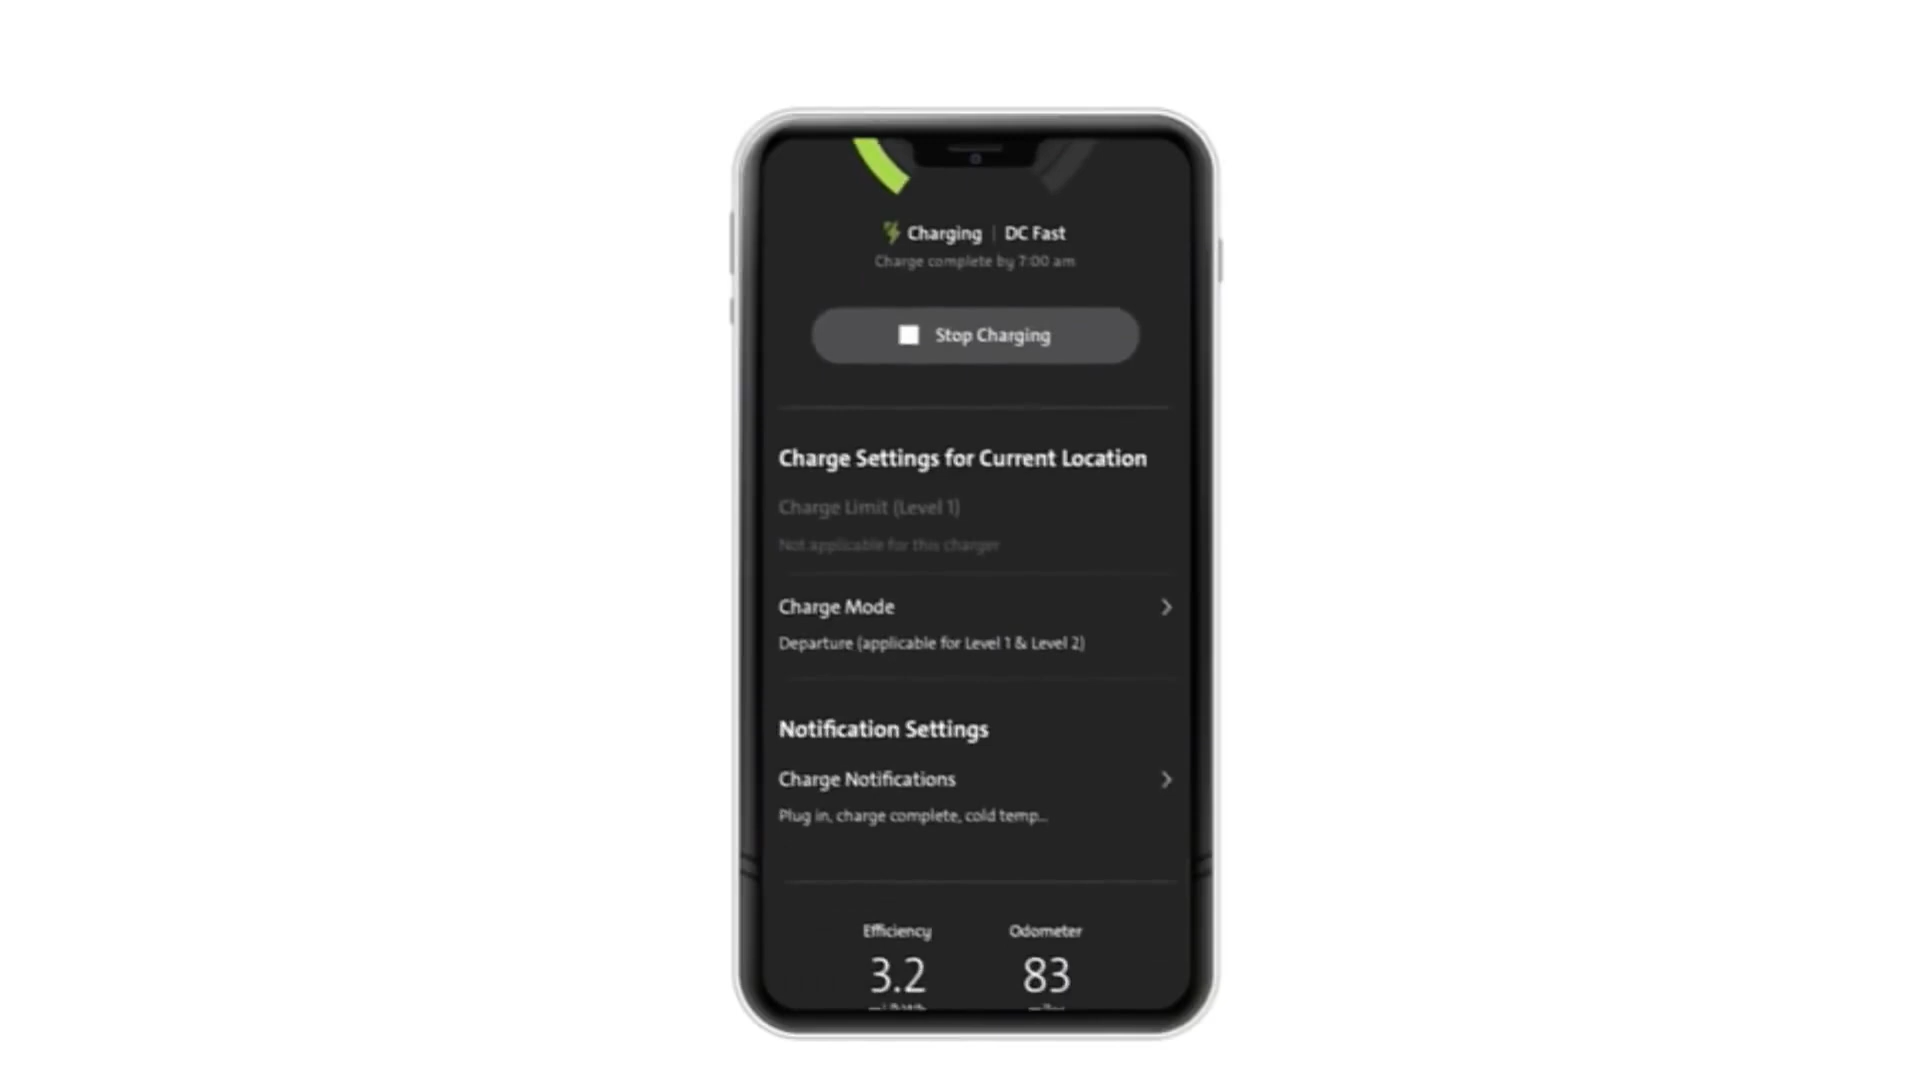 Charging | DC Fast
Charge complete by 7:00 am
Stop Charging
Charge Settings for Current Location
Charge Limit (Level 1)
Not applicable for this charger
Charge Mode
Departure (applicable for Level 1 & Level 2)
Notification Settings
Charge Notifications
Plug in, charge complete, cold temp...
Efficiency Odometer
3.2 83